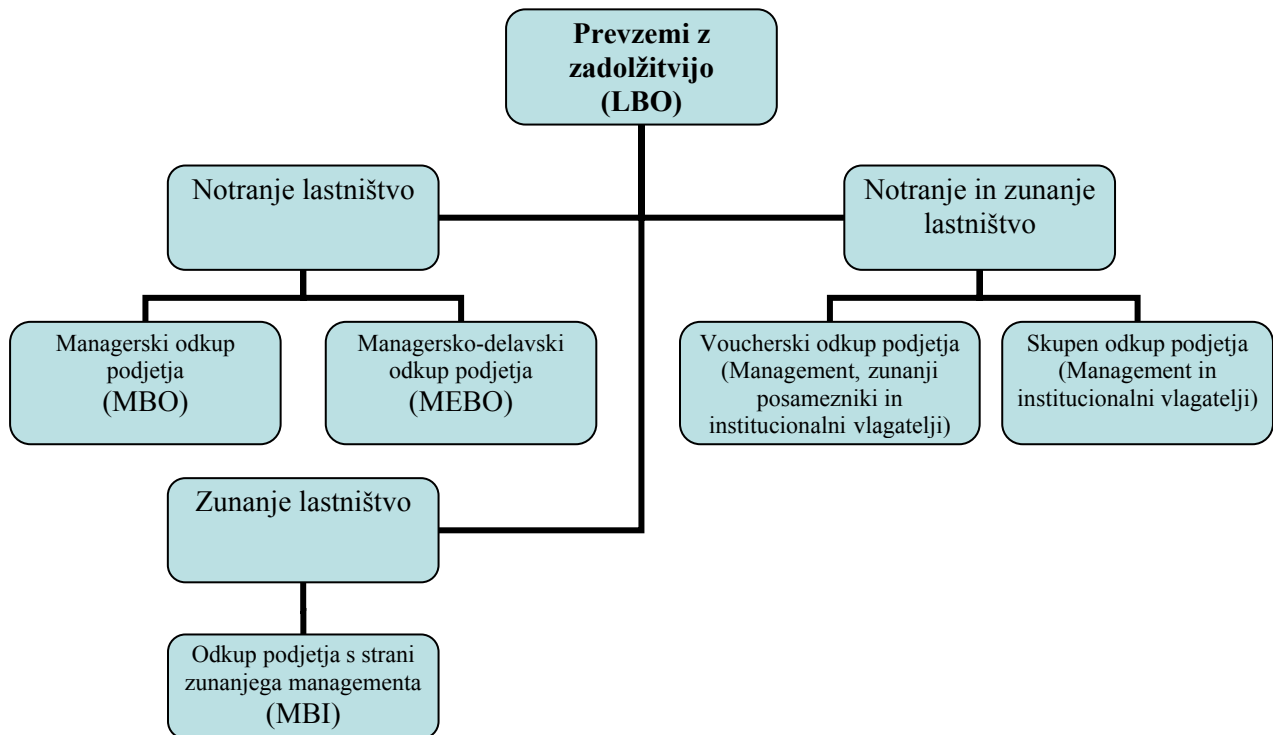 Prevzemi z
zadolžitvijo
(LBO)
Notranje lastništvo
Notranje in zunanje
lastništvo
Managerski odkup
podjetja
(MBO)
Managersko-delavski
odkup podjetja
(MEBO)
Voucherski odkup podjetja
(Management, zunanji
posamezniki in
institucionalni vlagatelji)
Skupen odkup podjetja
(Management in
institucionalni vlagatelji)
Zunanje lastništvo
Odkup podjetja s strani
zunanjega managementa
(MBI)